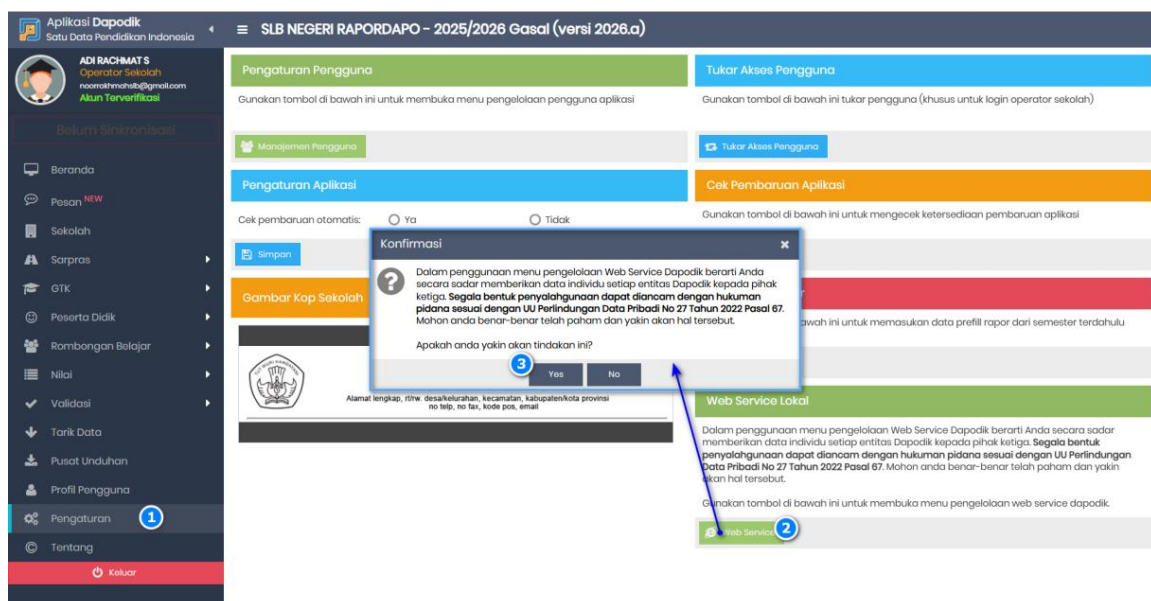 Aplikasi Dapodik
Satu Data Pendidikan Indonesia
SLB NEGERI RAPORDAPO - 2025/2026 Gasal (versi 2026.a)
ADI RACHMAT S
Operator Sekolah
noorrakhmahslb@gmail.com
Akun Terverifikasi
Belum Sinkronisasi
Beranda
Pesan NEW
Sekolah
Sarpras
GTK
Peserta Didik
Rombongan Belajar
Nilai
Validasi
Tarik Data
Pusat Unduhan
Profil Pengguna
Pengaturan 1
Tentang
Keluar
Pengaturan Pengguna
Gunakan tombol di bawah ini untuk membuka menu pengelolaan pengguna aplikasi
Manajemen Pengguna
Tukar Akses Pengguna
Gunakan tombol di bawah ini tukar pengguna (khusus untuk login operator sekolah)
Tukar Akses Pengguna
Pengaturan Aplikasi
Cek pembaruan otomatis: Ya Tidak
Simpan
Cek Pembaruan Aplikasi
Gunakan tombol di bawah ini untuk mengecek ketersediaan pembaruan aplikasi
Gambar Kop Sekolah
Alamat lengkap, rt/rw. desa/kelurahan, kecamatan, kabupaten/kota provinsi
no telp, no fax, kode pos, email
Konfirmasi
Dalam penggunaan menu pengelolaan Web Service Dapodik berarti Anda
secara sadar memberikan data individu setiap entitas Dapodik kepada pihak
ketiga. Segala bentuk penyalahgunaan dapat diancam dengan hukuman
pidana sesuai dengan UU Perlindungan Data Pribadi No 27 Tahun 2022 Pasal 67.
Mohon anda benar-benar telah paham dan yakin akan hal tersebut.
Apakah anda yakin akan tindakan ini?
3
Yes No
awah ini untuk memasukan data prefill rapor dari semester terdahulu
Web Service Lokal
Dalam penggunaan menu pengelolaan Web Service Dapodik berarti Anda secara sadar
memberikan data individu setiap entitas Dapodik kepada pihak ketiga. Segala bentuk
penyalahgunaan dapat diancam dengan hukuman pidana sesuai dengan UU Perlindungan
Data Pribadi No 27 Tahun 2022 Pasal 67. Mohon anda benar-benar telah paham dan yakin
akan hal tersebut.
Gunakan tombol di bawah ini untuk membuka menu pengelolaan web service dapodik.
Web Service 2